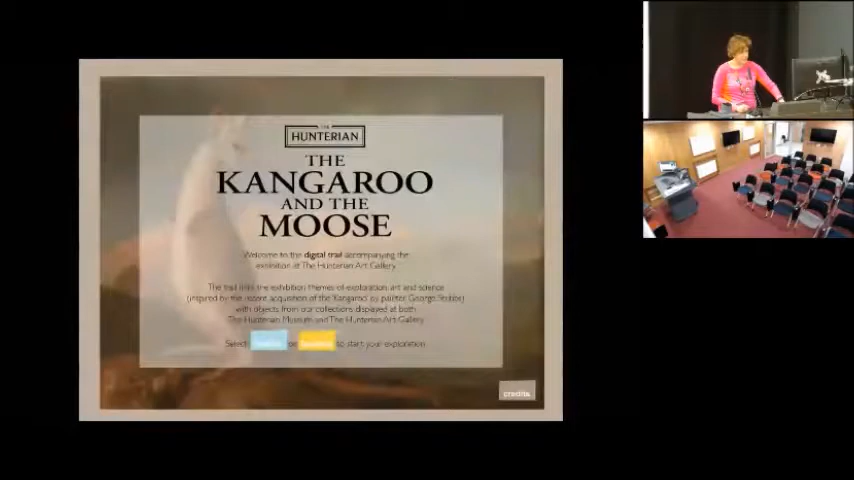 THE
HUNTERIAN
THE
KANGAROO
AND THE
MOOSE
Welcome to the digital trail accompanying the
exhibition at The Hunterian Art Gallery.
The trail links the exhibition themes of exploration, art and science
(inspired by the recent acquisition of the 'Kangaroo' by painter George Stubbs)
with objects from our collections displayed at both
The Hunterian Museum and The Hunterian Art Gallery.
Select or to start your exploration
credits